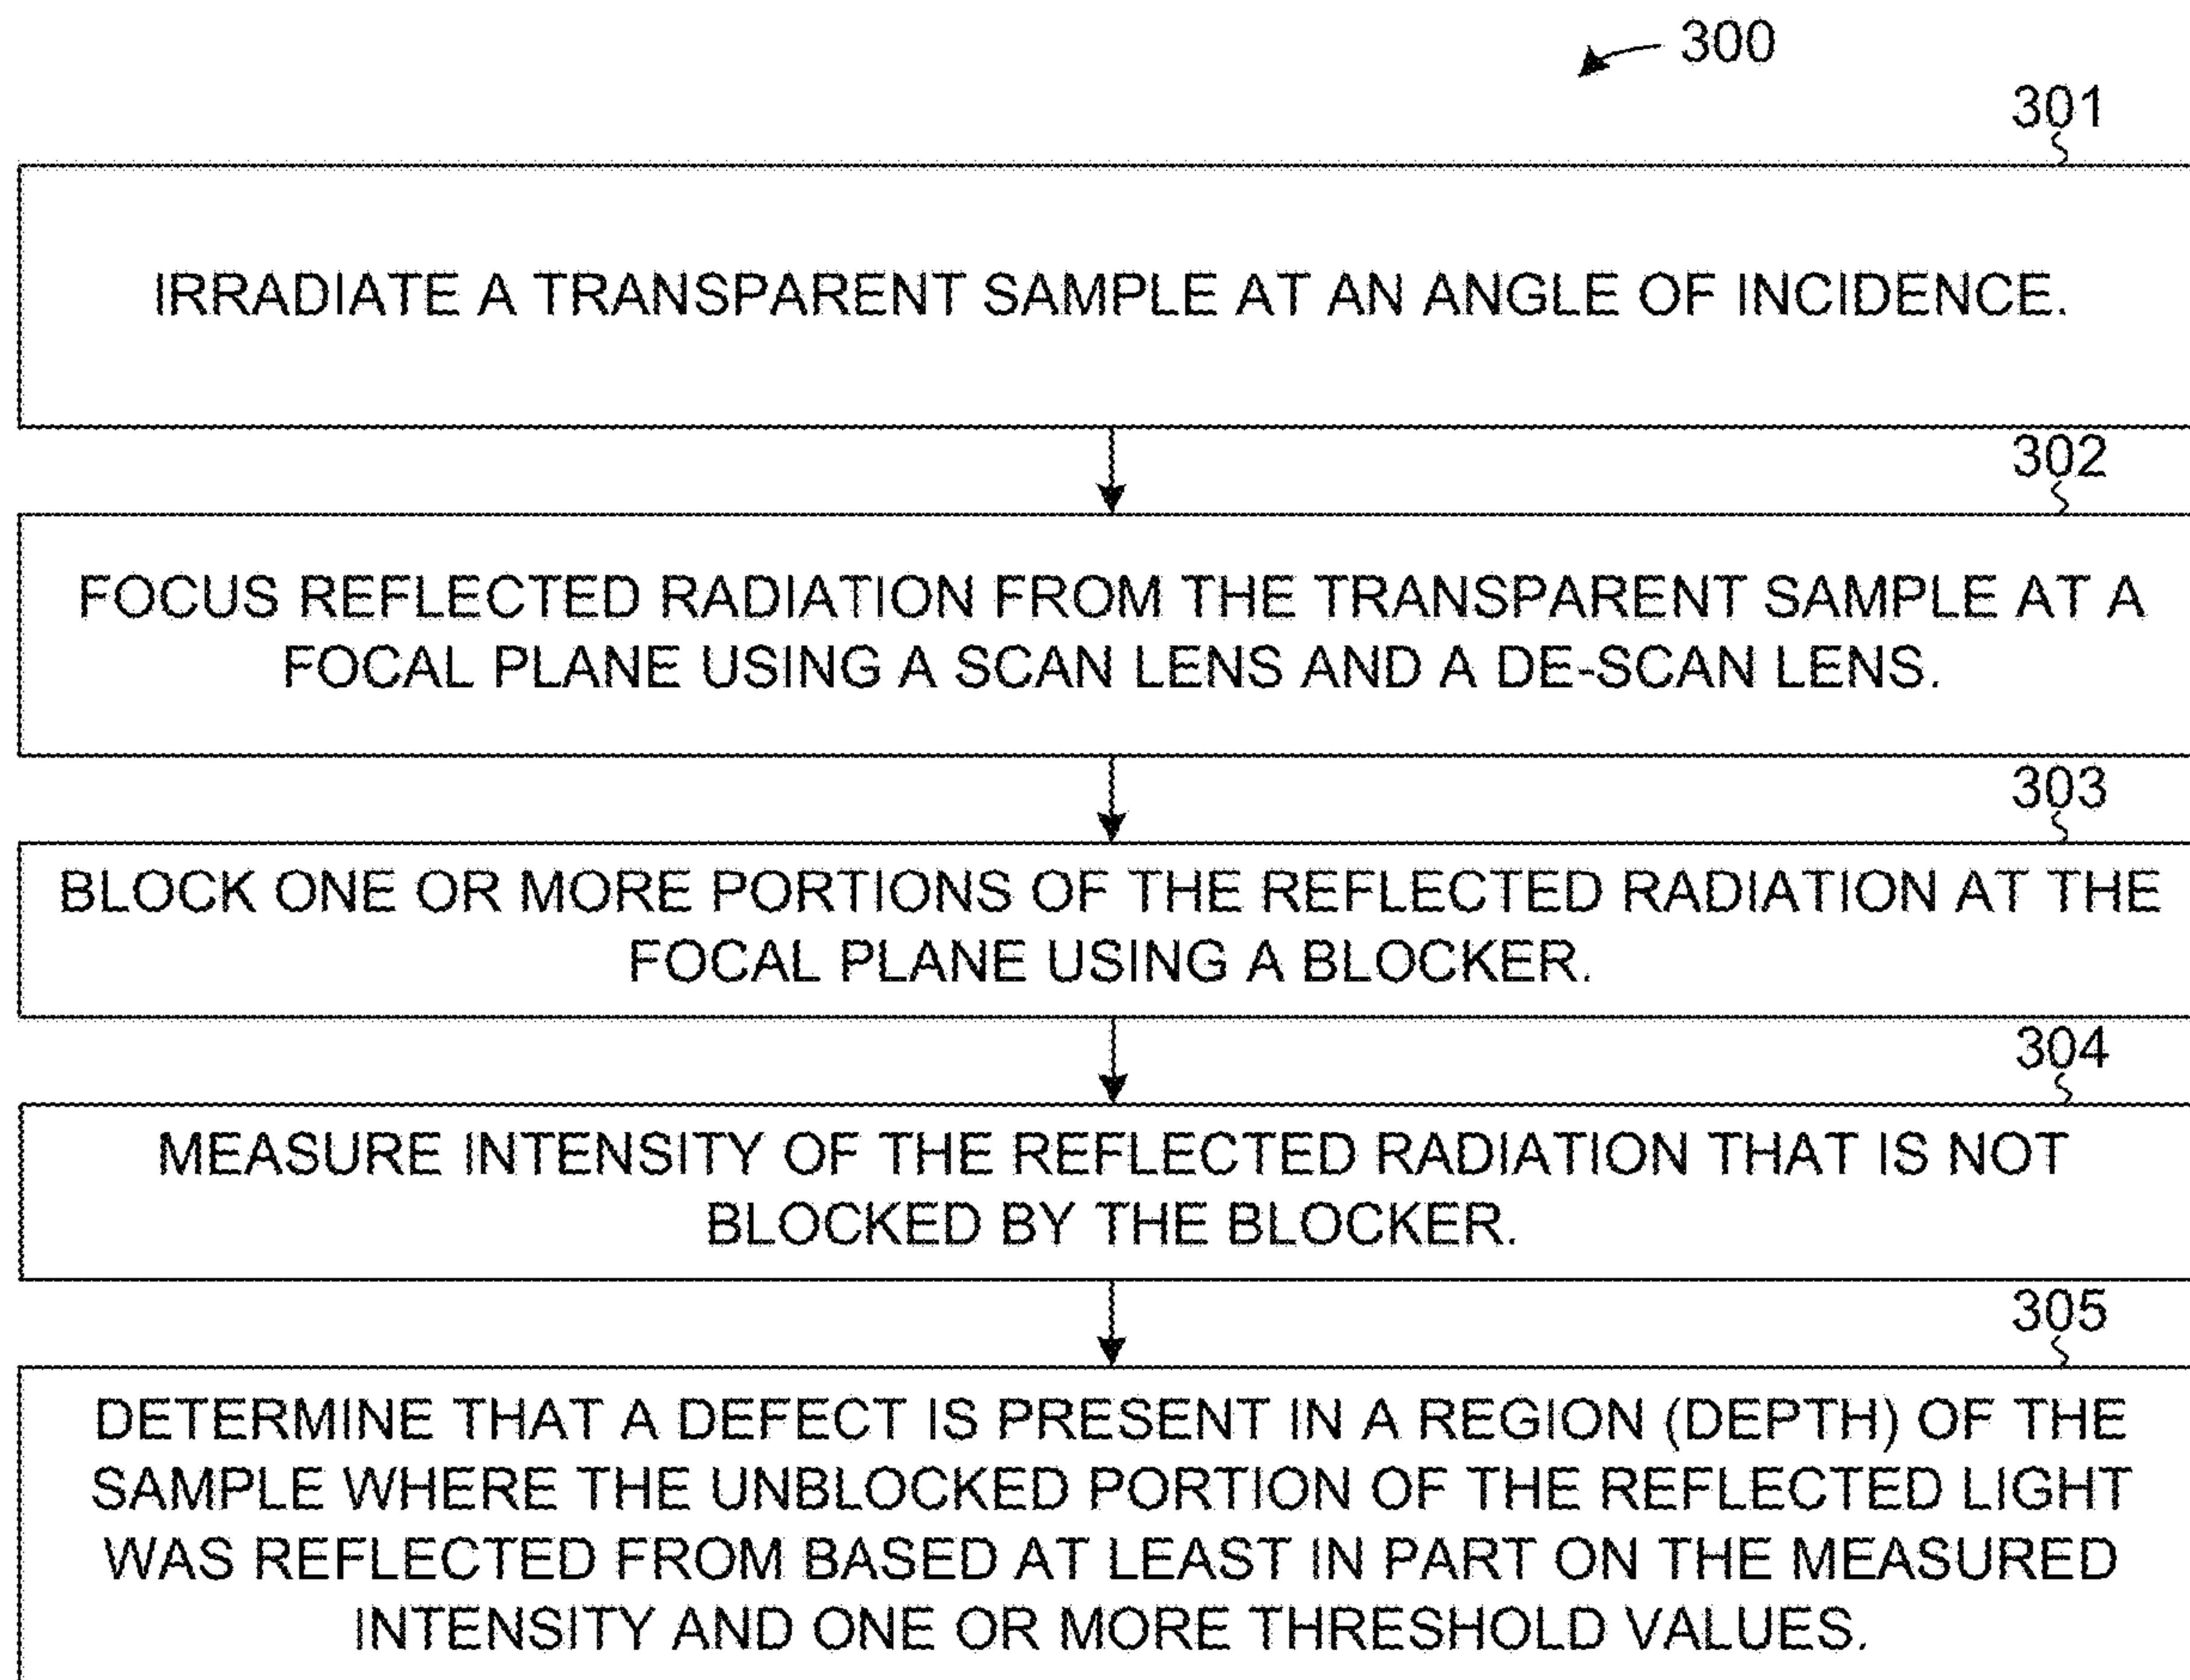 300
301
IRRADIATE A TRANSPARENT SAMPLE AT AN ANGLE OF INCIDENCE.
302
FOCUS REFLECTED RADIATION FROM THE TRANSPARENT SAMPLE AT A
FOCAL PLANE USING A SCAN LENS AND A DE-SCAN LENS.
303
BLOCK ONE OR MORE PORTIONS OF THE REFLECTED RADIATION AT THE
FOCAL PLANE USING A BLOCKER.
304
MEASURE INTENSITY OF THE REFLECTED RADIATION THAT IS NOT
BLOCKED BY THE BLOCKER.
305
DETERMINE THAT A DEFECT IS PRESENT IN A REGION (DEPTH) OF THE
SAMPLE WHERE THE UNBLOCKED PORTION OF THE REFLECTED LIGHT
WAS REFLECTED FROM BASED AT LEAST IN PART ON THE MEASURED
INTENSITY AND ONE OR MORE THRESHOLD VALUES.